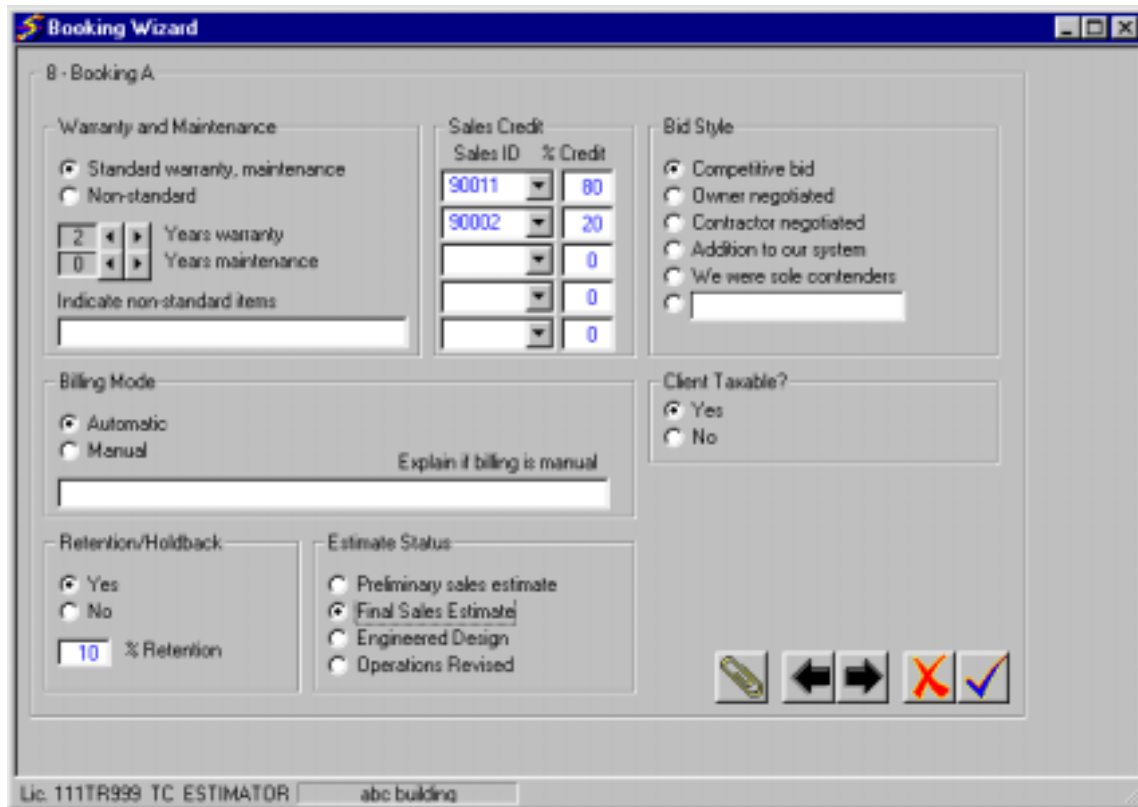 Booking Wizard
8 - Booking A
Warranty and Maintenance
Standard warranty, maintenance
Non-standard
2 Years warranty
0 Years maintenance
Indicate non-standard items
Sales Credit
Sales ID % Credit
90011 80
90002 20
0
0
0
Bid Style
Competitive bid
Owner negotiated
Contractor negotiated
Addition to our system
We were sole contenders
Billing Mode
Automatic
Manual
Explain if billing is manual
Client Taxable?
Yes
No
Retention/Holdback
Yes
No
10 % Retention
Estimate Status
Preliminary sales estimate
Final Sales Estimate
Engineered Design
Operations Revised
Lic. 111TR999 TC ESTIMATOR abc building